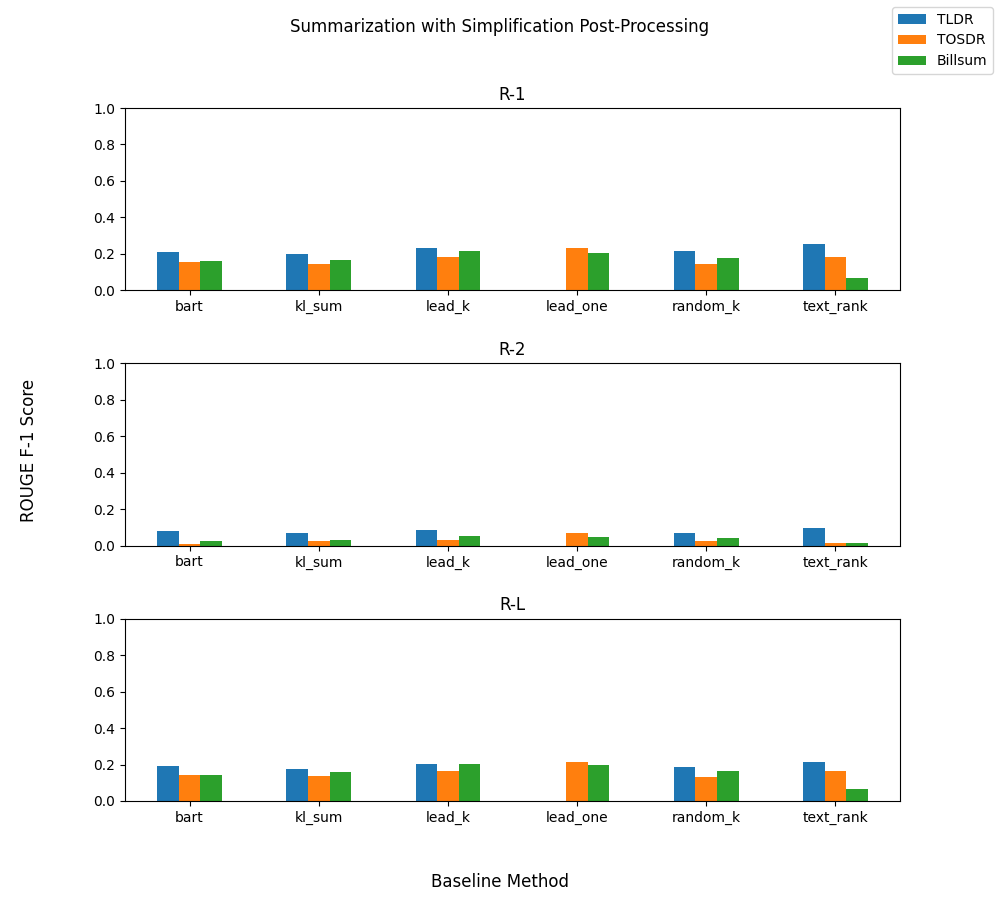 Summarization with Simplification Post-Processing
TLDR
TOSDR
Billsum
R-1
1.0
0.8
0.6
0.4
0.2
0.0
bart kl_sum lead_k lead_one random_k text_rank
R-2
1.0
0.8
0.6
0.4
0.2
0.0
bart kl_sum lead_k lead_one random_k text_rank
ROUGE F-1 Score
R-L
1.0
0.8
0.6
0.4
0.2
0.0
bart kl_sum lead_k lead_one random_k text_rank
Baseline Method